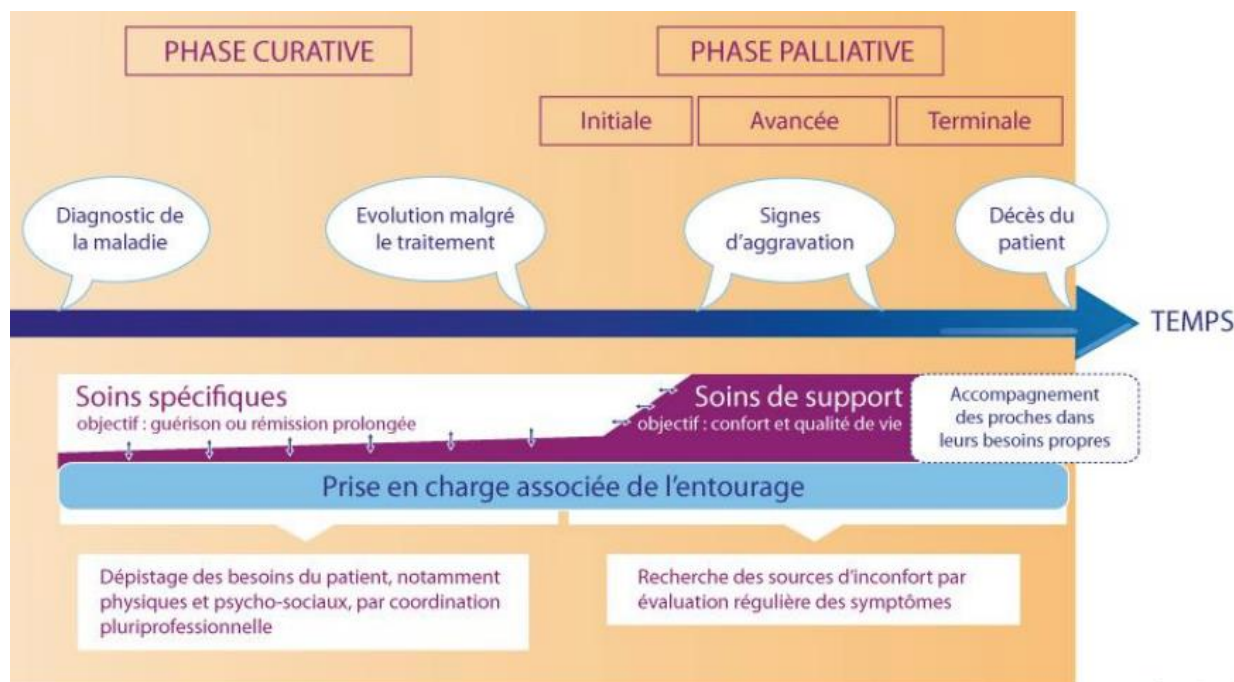 PHASE CURATIVE
PHASE PALLIATIVE
Initiale
Avancée
Terminale
Diagnostic de
la maladie
Evolution malgré
le traitement
Signes
d'aggravation
Décès du
patient
TEMPS
Soins spécifiques
objectif : guérison ou rémission prolongée
Soins de support
objectif : confort et qualité de vie
Accompagnement
des proches dans
leurs besoins propres
Prise en charge associée de l'entourage
Dépistage des besoins du patient, notamment
physiques et psycho-sociaux, par coordination
pluriprofessionnelle
Recherche des sources d'inconfort par
évaluation régulière des symptômes